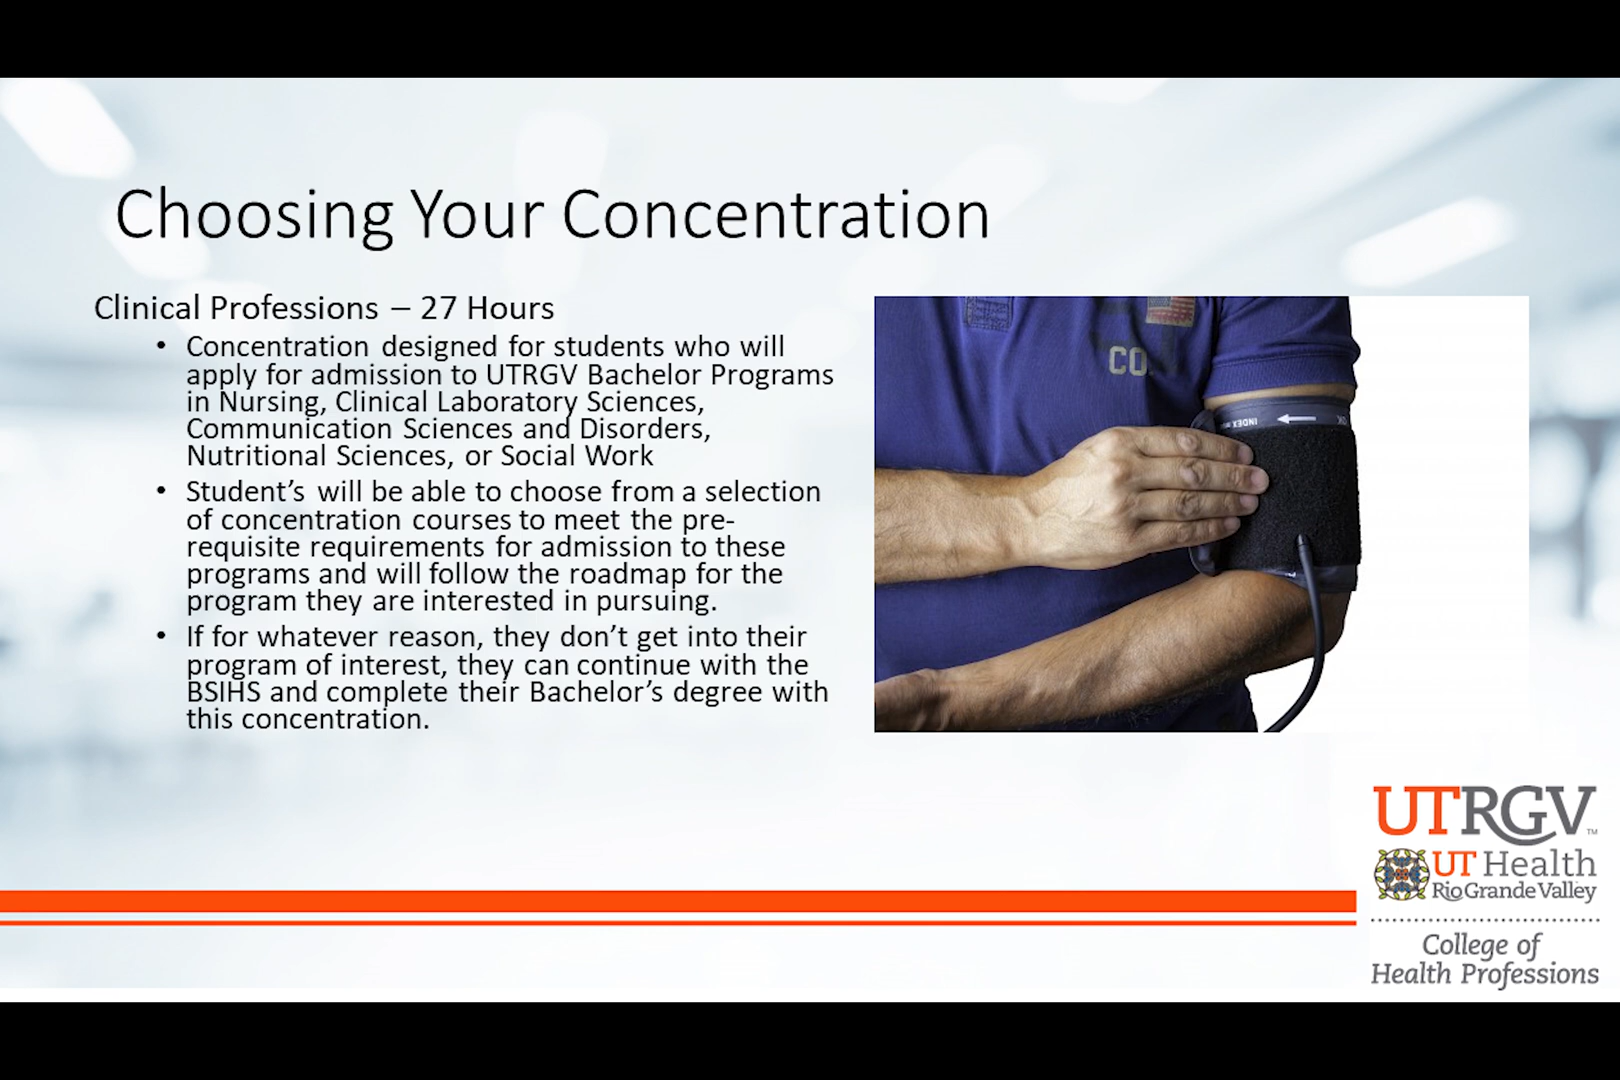 Choosing Your Concentration
Clinical Professions – 27 Hours
• Concentration designed for students who will
apply for admission to UTRGV Bachelor Programs
in Nursing, Clinical Laboratory Sciences,
Communication Sciences and Disorders,
Nutritional Sciences, or Social Work
• Student’s will be able to choose from a selection
of concentration courses to meet the pre-
requisite requirements for admission to these
programs and will follow the roadmap for the
program they are interested in pursuing.
• If for whatever reason, they don’t get into their
program of interest, they can continue with the
BSIHS and complete their Bachelor’s degree with
this concentration.
CO
INDEX
UTRGV™
UT Health
Rio Grande Valley
College of
Health Professions